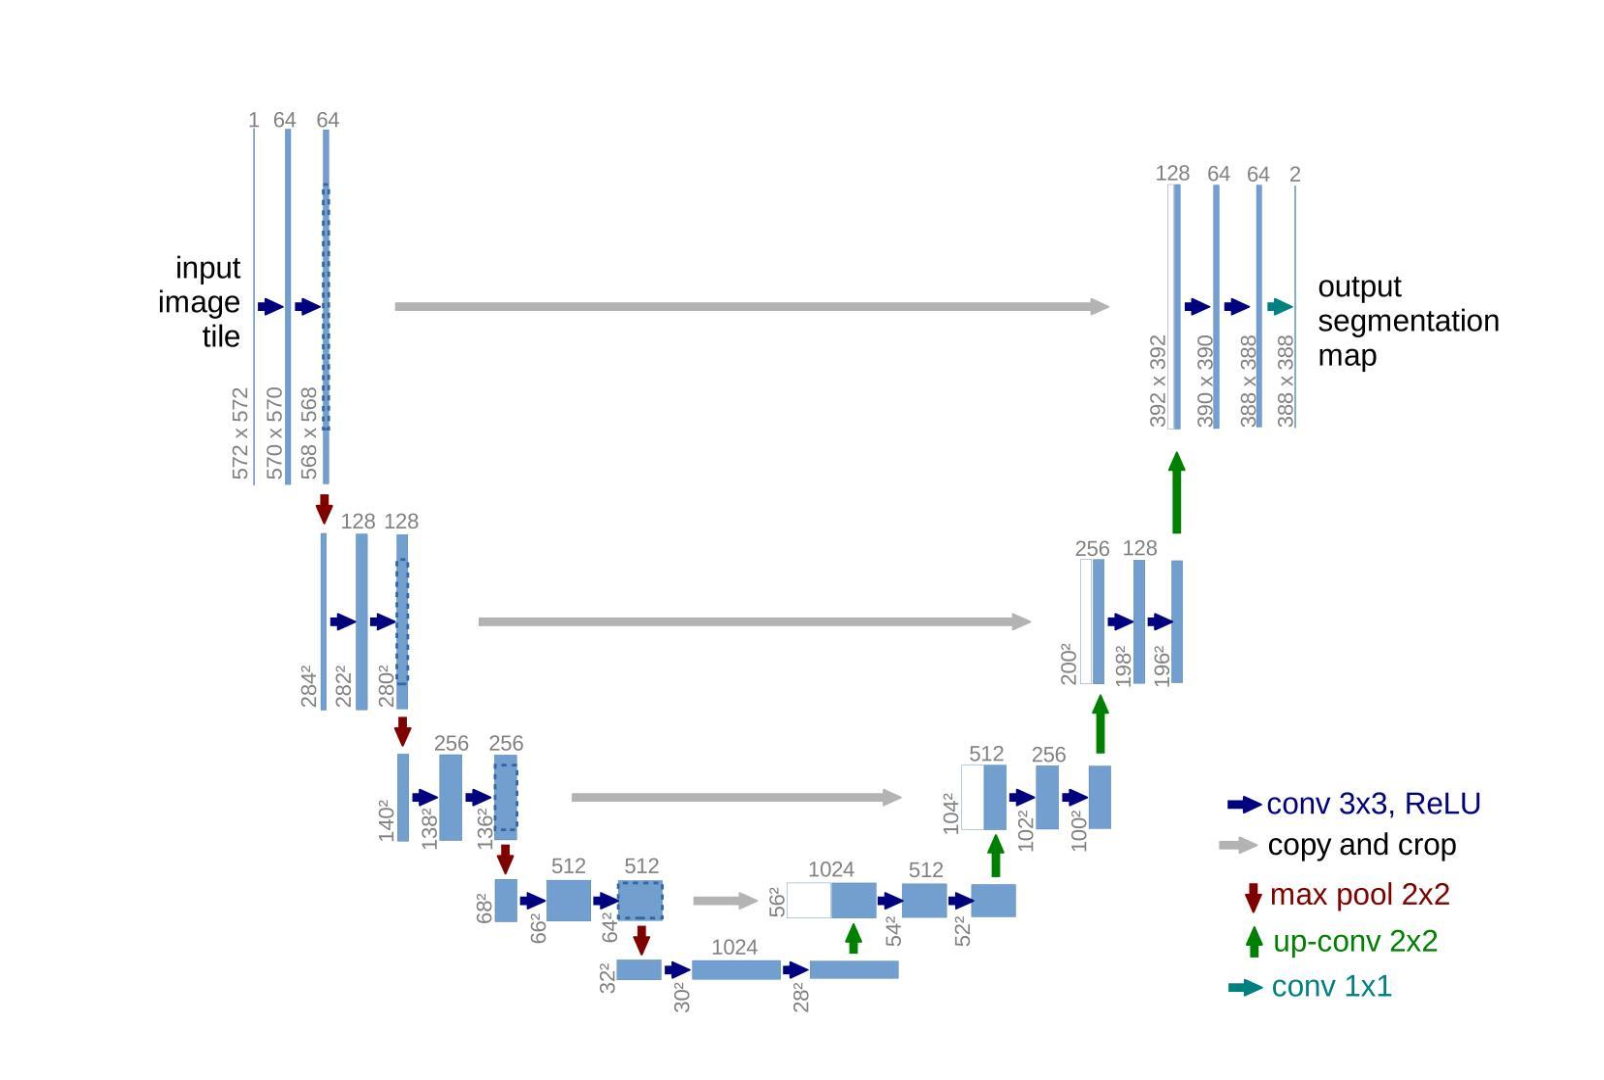 1 64 64
input
image
tile
572 x 572
570 x 570
568 x 568
128 64 64 2
output
segmentation
map
392 x 392
390 x 390
388 x 388
388 x 388
128 128
284²
282²
280²
256 128
200²
198²
196²
256 256
140²
138²
136²
512 256
104²
102²
100²
512 512
68²
66²
64²
1024 512
56²
54²
52²
1024
32²
30²
28²
conv 3x3, ReLU
copy and crop
max pool 2x2
up-conv 2x2
conv 1x1